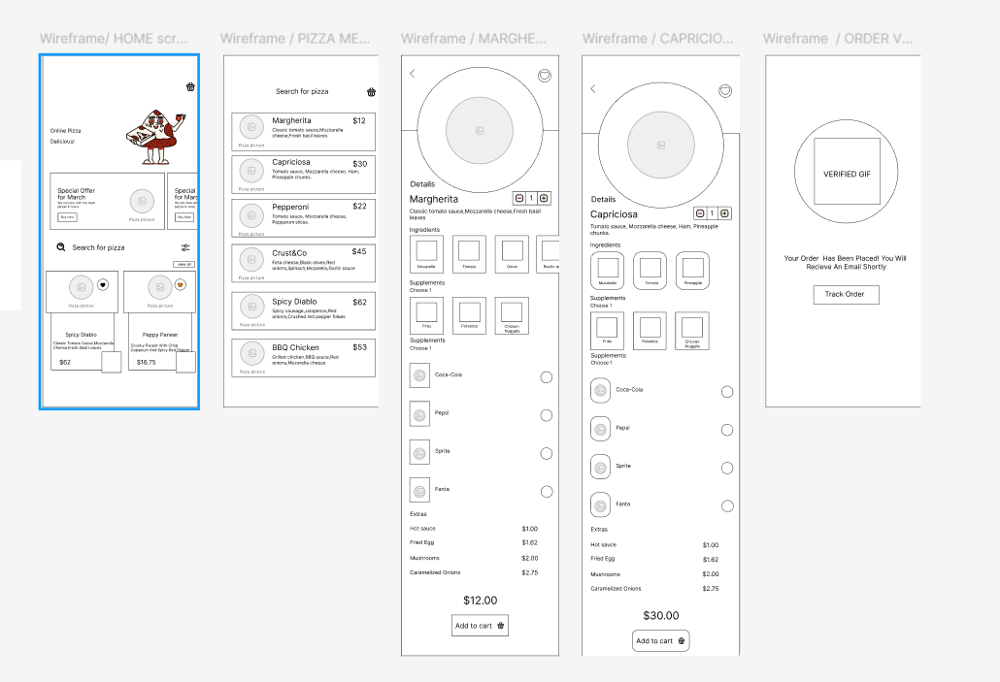 Wireframe/ HOME scr...
Online Pizza
Delicious!
Special Offer
for March
Buy Now
Pizza picture
Special
for March
Buy Now
Search for pizza
view all
Pizza picture
Spicy Diablo
Classic Tomato Sauce,Mozzarella
Cheese,Fresh Basil Leaves
$62
Pizza picture
Peppy Paneer
Chunky Paneer With Crisp
Capsicum And Spicy Red Pepper
$16.75
Wireframe / PIZZA ME...
Search for pizza
Margherita
$12
Classic tomato sauce,Mozzarella
cheese,Fresh basil leaves
Pizza picture
Capriciosa
$30
Tomato sauce, Mozzarella cheese, Ham,
Pineapple chunks.
Pizza picture
Pepperoni
$22
Tomato sauce, Mozzarella cheese,
Pepperoni slices.
Pizza picture
Crust&Co
$45
Feta cheese,Black olives,Red
onions,Spinach,Mozarella,Garlic sauce
Pizza picture
Spicy Diablo
$62
Spicy sausage,Jalapenos,Red
onions,Crushed red papper flakes
Pizza picture
BBQ Chicken
$53
Grilled chicken,BBQ sauce,Red
onions,Mozarella cheese
Pizza picture
Wireframe / MARGHE...
Details
Margherita
1
Classic tomato sauce,Mozzarella cheese,Fresh basil
leaves
Ingredients
Mozarella
Tomato
Onion
Basilic le
Supplements
Choose 1
Fries
Potaotos
Chicken
Nuggets
Supplements
Choose 1
Coca-Cola
Pepsi
Sprite
Fanta
Extras
Hot sauce $1.00
Fried Egg $1.62
Mushrooms $2.00
Caramelized Onions $2.75
$12.00
Add to cart
Wireframe / CAPRICIO...
Details
Capriciosa
1
Tomato sauce, Mozzarella cheese, Ham, Pineapple
chunks.
Ingredients
Mozarella
Tomato
Pineapple
Supplements
Choose 1
Fries
Potaotos
Chicken
Nuggets
Supplements
Choose 1
Coca-Cola
Pepsi
Sprite
Fanta
Extras
Hot sauce $1.00
Fried Egg $1.62
Mushrooms $2.00
Caramelized Onions $2.75
$30.00
Add to cart
Wireframe / ORDER V...
VERIFIED GIF
Your Order Has Been Placed! You Will
Recieve An Email Shortly
Track Order